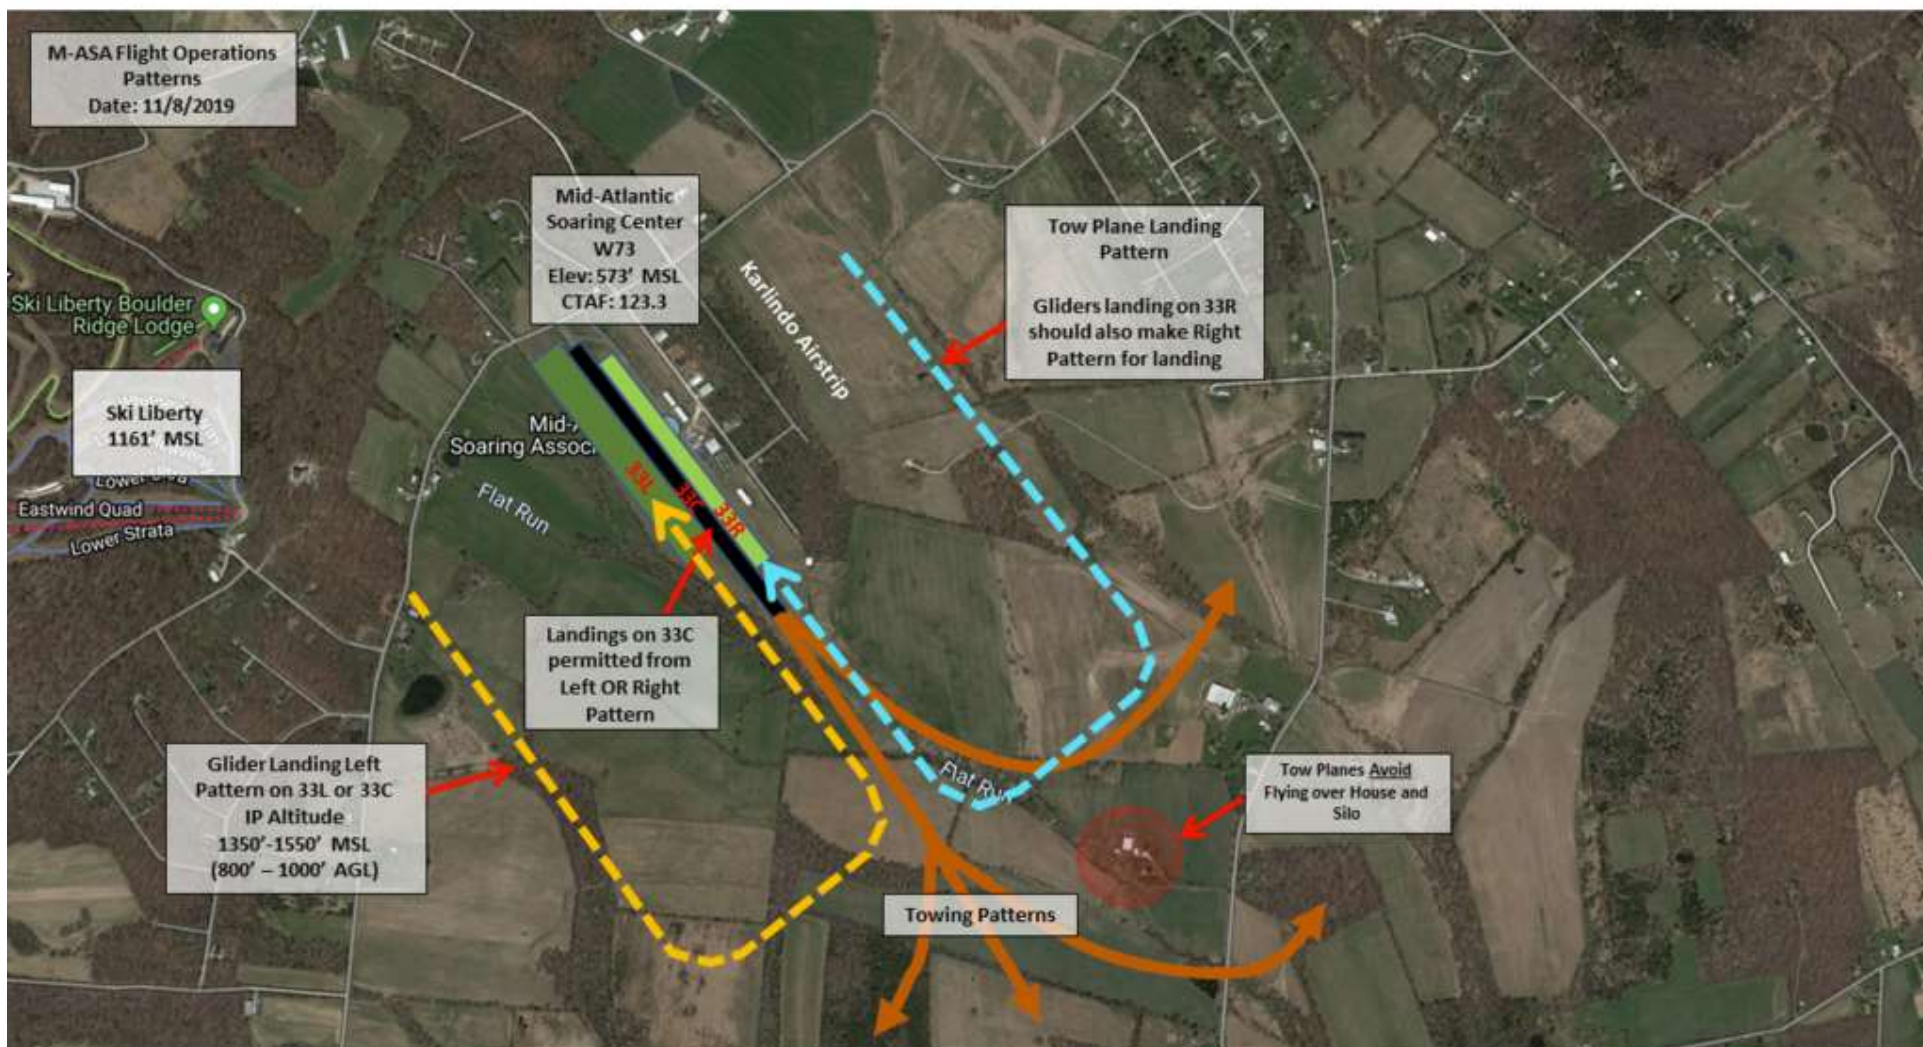 M-ASA Flight Operations
Patterns
Date: 11/8/2019
Mid-Atlantic
Soaring Center
W73
Elev: 573’ MSL
CTAF: 123.3
Karlindo Airstrip
Tow Plane Landing
Pattern
Gliders landing on 33R
should also make Right
Pattern for landing
Ski Liberty Boulder
Ridge Lodge
Ski Liberty
1161’ MSL
Eastwind Quad
Lower Strata
Soaring Assoc
Flat Run
33L
33C
33R
Landings on 33C
permitted from
Left OR Right
Pattern
Glider Landing Left
Pattern on 33L or 33C
IP Altitude
1350’-1550’ MSL
(800’ – 1000’ AGL)
Flat Run
Tow Planes Avoid
Flying over House and
Silo
Towing Patterns